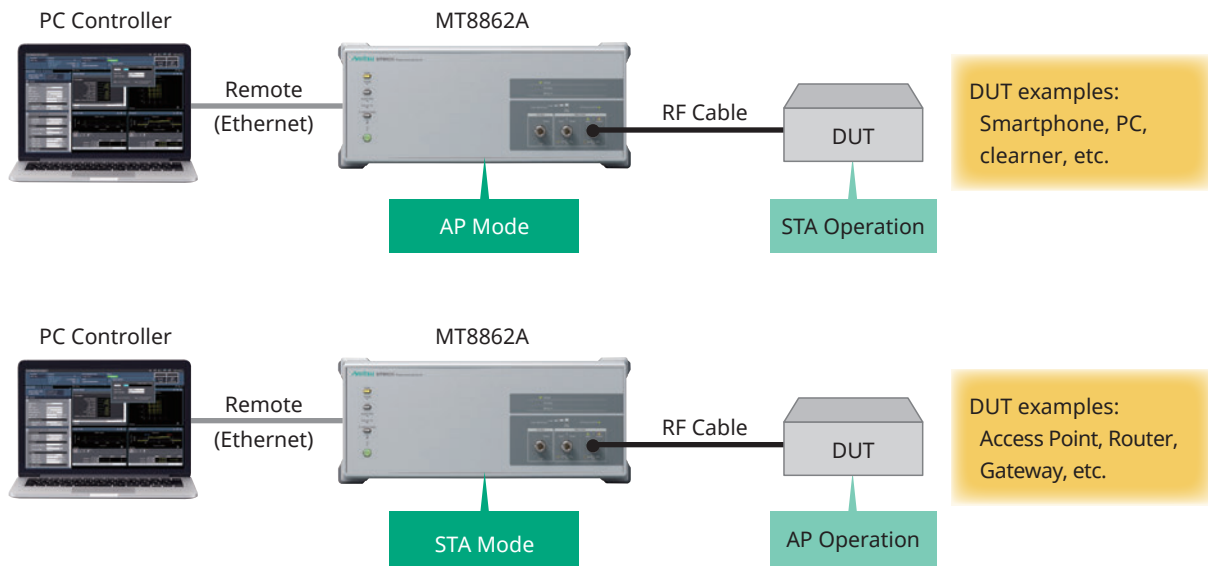 PC Controller
MT8862A
Remote
(Ethernet)
RF Cable
DUT
DUT examples:
Smartphone, PC,
clearner, etc.
AP Mode
STA Operation
PC Controller
MT8862A
Remote
(Ethernet)
RF Cable
DUT
DUT examples:
Access Point, Router,
Gateway, etc.
STA Mode
AP Operation